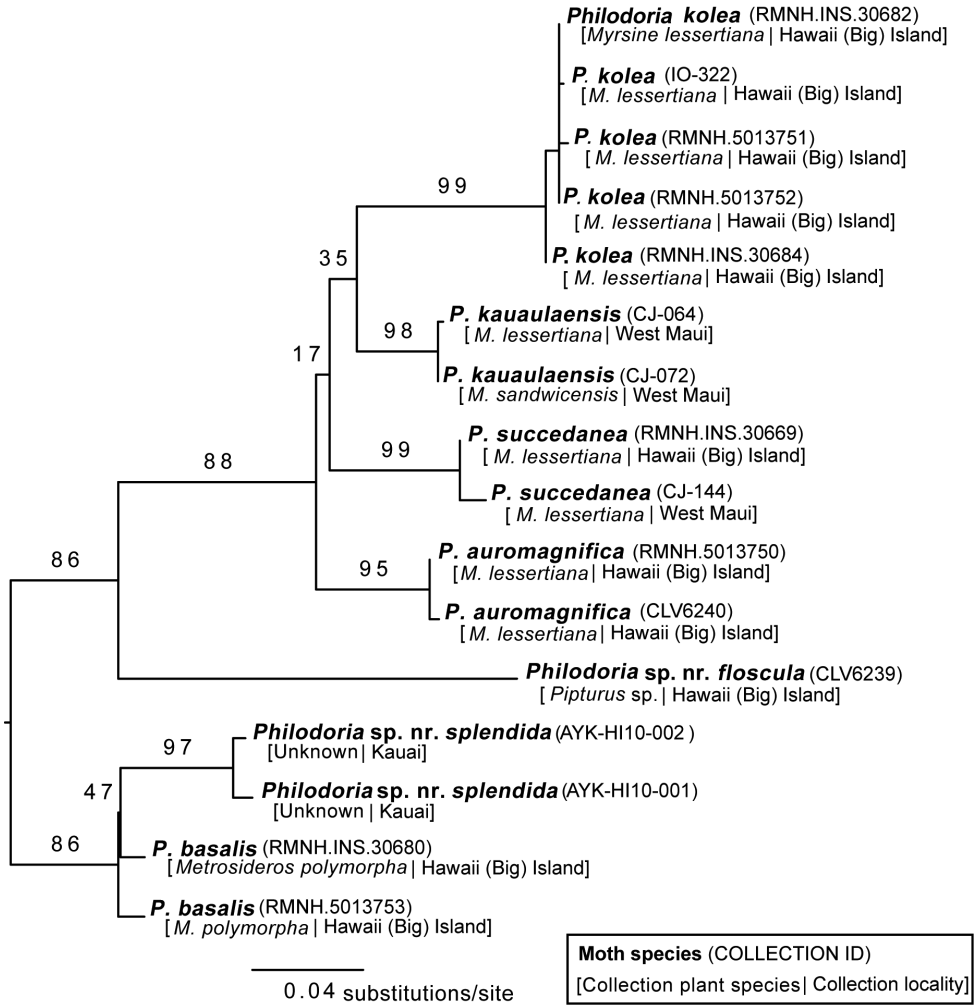 Philodoria kolea (RMNH.INS.30682)
[Myrsine lessertiana | Hawaii (Big) Island]
P. kolea (IO-322)
[M. lessertiana | Hawaii (Big) Island]
P. kolea (RMNH.5013751)
[M. lessertiana | Hawaii (Big) Island]
99
P. kolea (RMNH.5013752)
[M. lessertiana | Hawaii (Big) Island]
P. kolea (RMNH.INS.30684)
35
[M. lessertiana | Hawaii (Big) Island]
P. kauaulaensis (CJ-064)
98
[M. lessertiana | West Maui]
17
P. kauaulaensis (CJ-072)
[M. sandwicensis | West Maui]
P. succedanea (RMNH.INS.30669)
99
[M. lessertiana | Hawaii (Big) Island]
88
P. succedanea (CJ-144)
[M. lessertiana | West Maui]
P. auromagnifica (RMNH.5013750)
86
95
[M. lessertiana | Hawaii (Big) Island]
P. auromagnifica (CLV6240)
[M. lessertiana | Hawaii (Big) Island]
Philodoria sp. nr. floscula (CLV6239)
[Pipturus sp. | Hawaii (Big) Island]
Philodoria sp. nr. splendida (AYK-HI10-002 )
97
[Unknown | Kauai]
47
Philodoria sp. nr. splendida (AYK-HI10-001)
[Unknown | Kauai]
86
P. basalis (RMNH.INS.30680)
[Metrosideros polymorpha | Hawaii (Big) Island]
P. basalis (RMNH.5013753)
[M. polymorpha | Hawaii (Big) Island]
0.04 substitutions/site
Moth species (COLLECTION ID)
[Collection plant species | Collection locality]